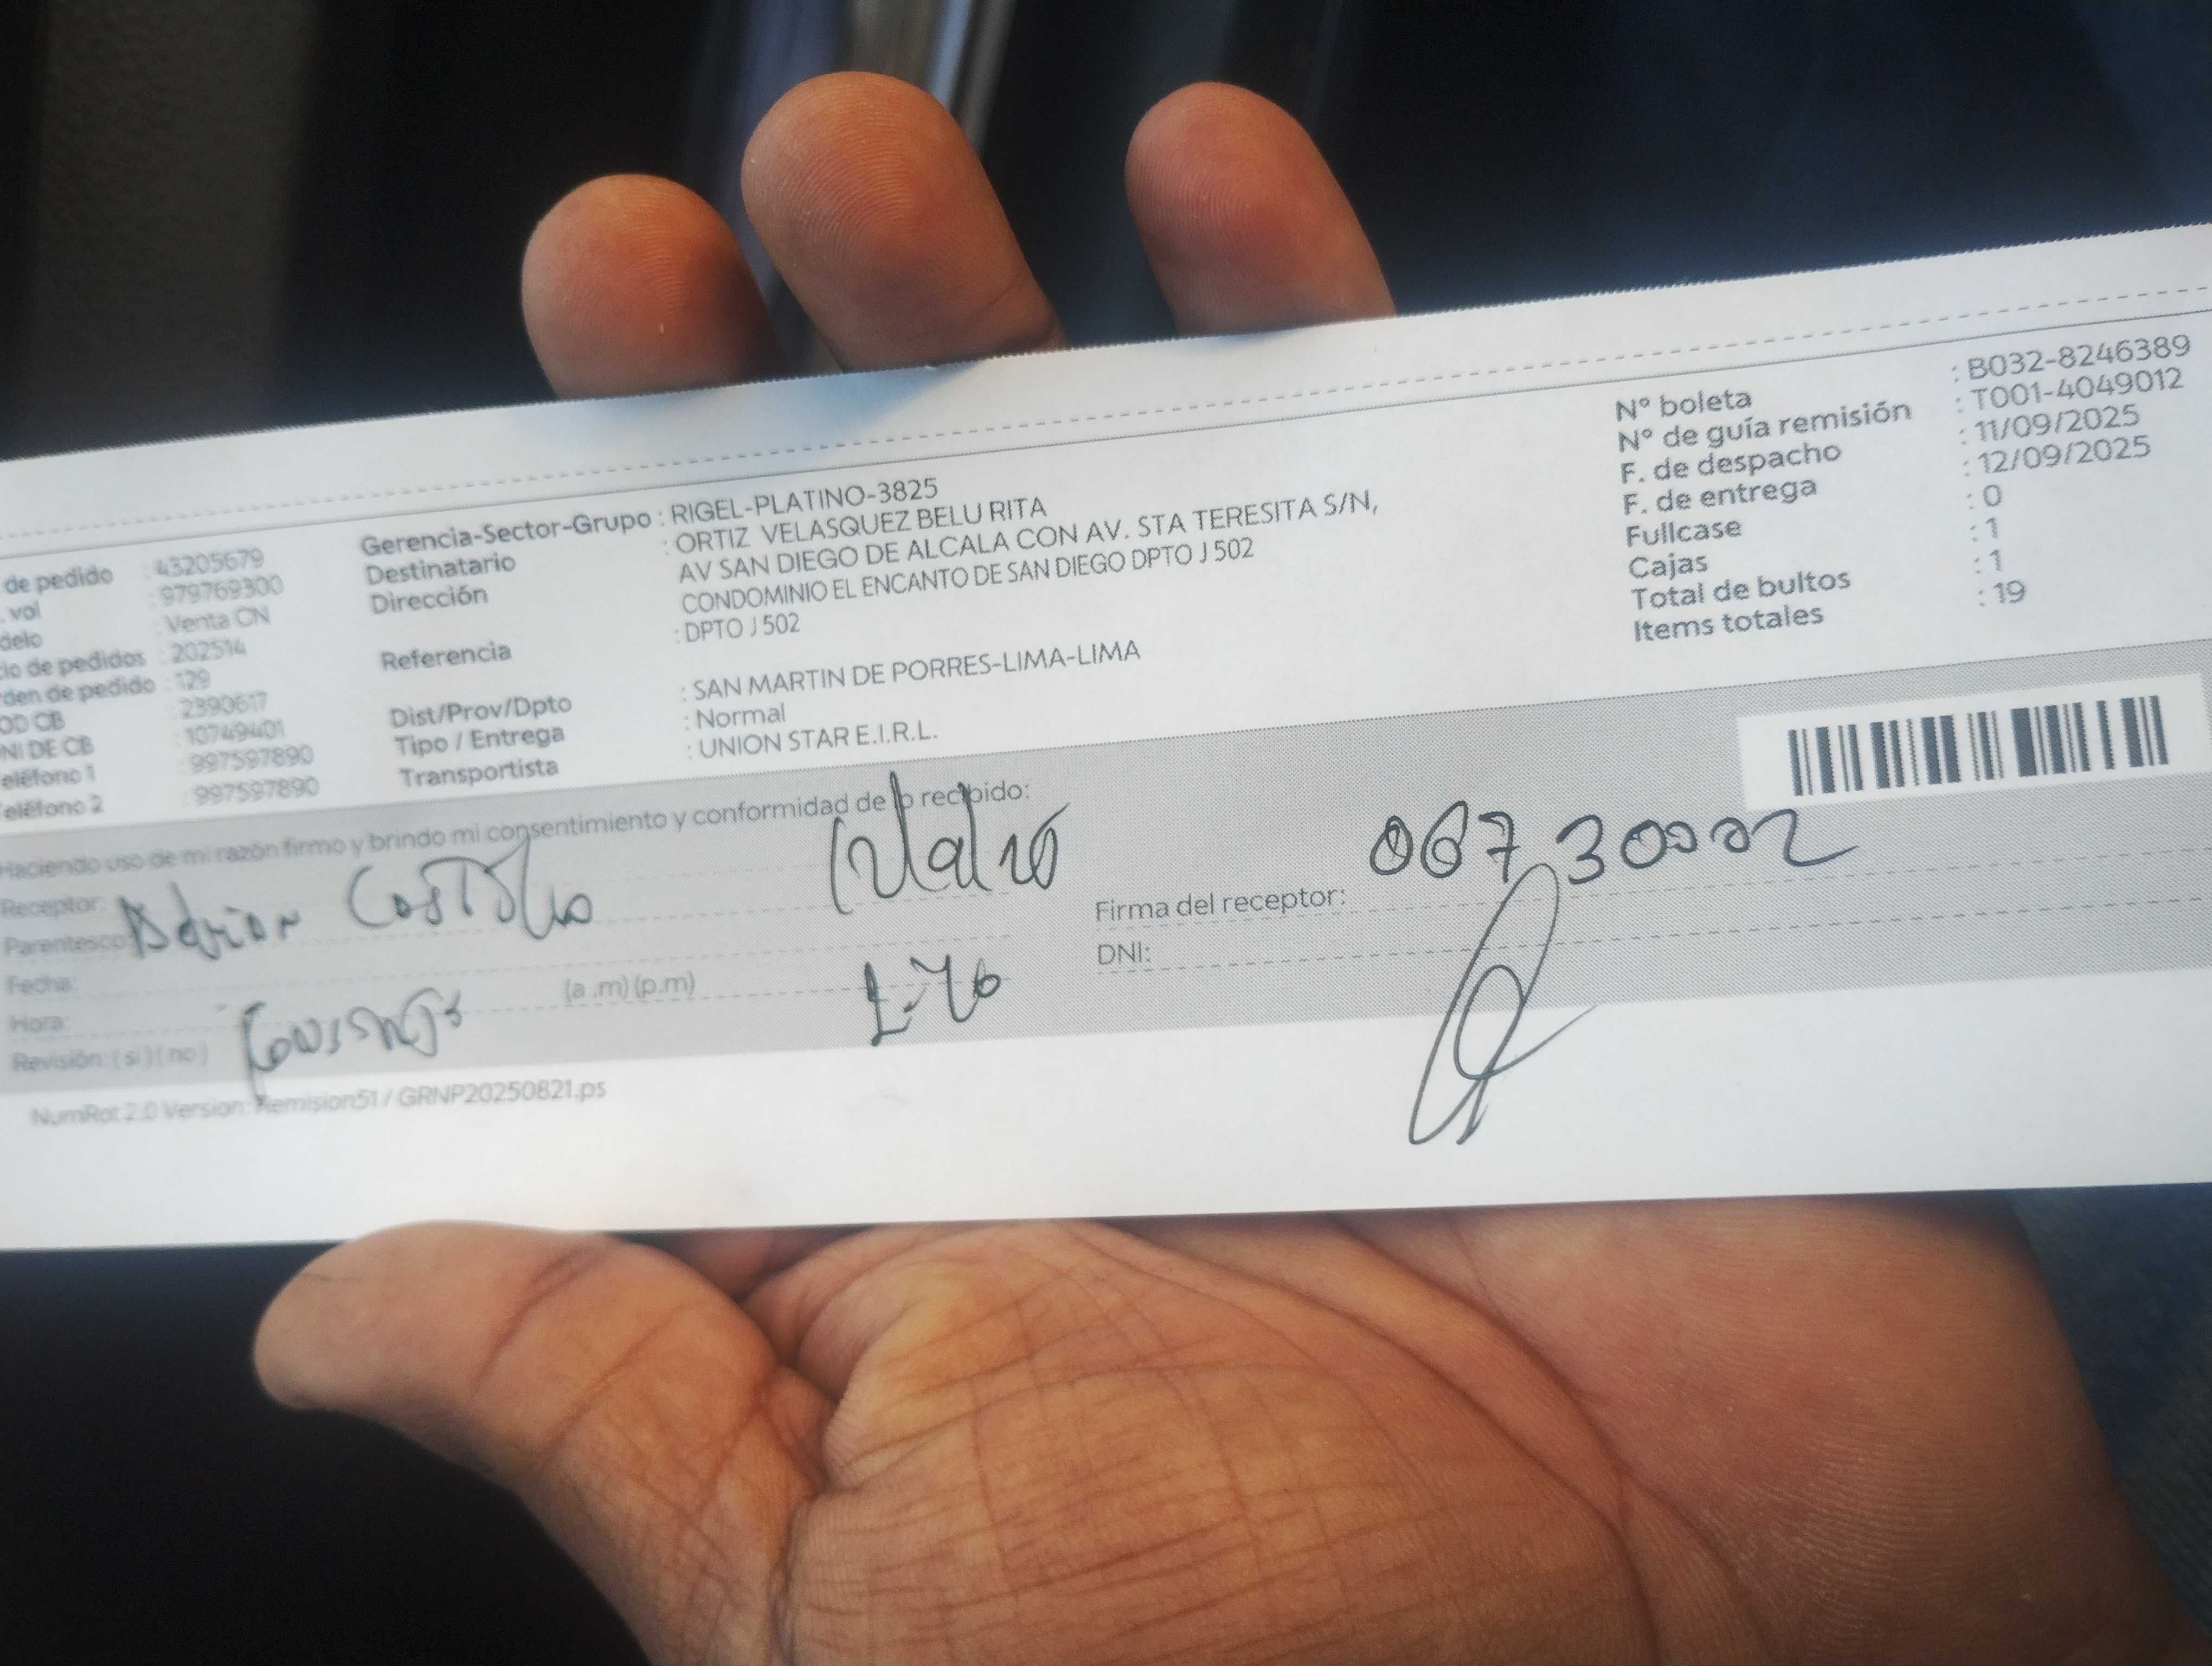 de pedido : 43205679
. vol : 979769300
delo : Venta CN
lo de pedidos : 202514
den de pedido : 129
OD CB : 2390617
NI DE CB : 10749401
eléfono 1 : 997597890
eléfono 2 : 997597890
Gerencia-Sector-Grupo : RIGEL-PLATINO-3825
Destinatario : ORTIZ VELASQUEZ BELU RITA
Dirección : AV SAN DIEGO DE ALCALA CON AV. STA TERESITA S/N,
CONDOMINIO EL ENCANTO DE SAN DIEGO DPTO J 502
Referencia : DPTO J 502
Dist/Prov/Dpto : SAN MARTIN DE PORRES-LIMA-LIMA
Tipo / Entrega : Normal
Transportista : UNION STAR E.I.R.L.
N° boleta : B032-8246389
N° de guía remisión : T001-4049012
F. de despacho : 11/09/2025
F. de entrega : 12/09/2025
Fullcase : 0
Cajas : 1
Total de bultos : 1
Items totales : 19
Haciendo uso de mi razón firmo y brindo mi consentimiento y conformidad de lo recibido:
Receptor:
Parentesco: Adrian
Fecha:
Hora: (a .m) (p.m)
Revisión: (si) (no)
Firma del receptor:
DNI:
NumRot 2.0 Version: Remision51 / GRNP20250821.ps